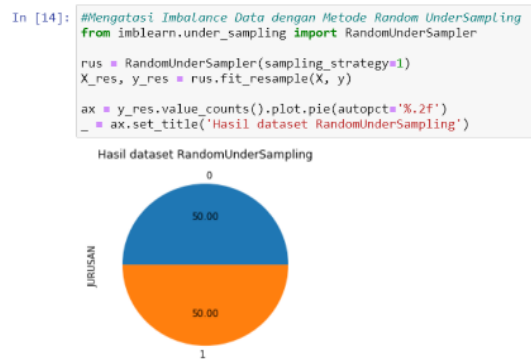 In [14]: #Mengatasi Imbalance Data dengan Metode Random UnderSampling
from imblearn.under_sampling import RandomUnderSampler
rus = RandomUnderSampler(sampling_strategy=1)
X_res, y_res = rus.fit_resample(X, y)
ax = y_res.value_counts().plot.pie(autopct='%.2f')
_ = ax.set_title('Hasil dataset RandomUnderSampling')
Hasil dataset RandomUnderSampling
0
50.00
JURUSAN
50.00
1